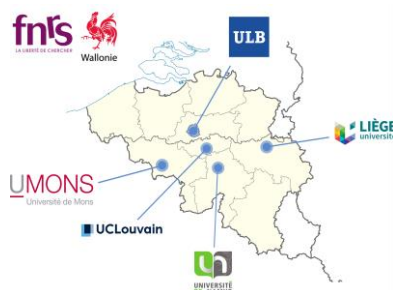 fnrs
LA LIBERTÉ DE CHERCHER
Wallonie
ULB
LIÈGE
université
UMONS
Université de Mons
UCLouvain
UNIVERSITÉ